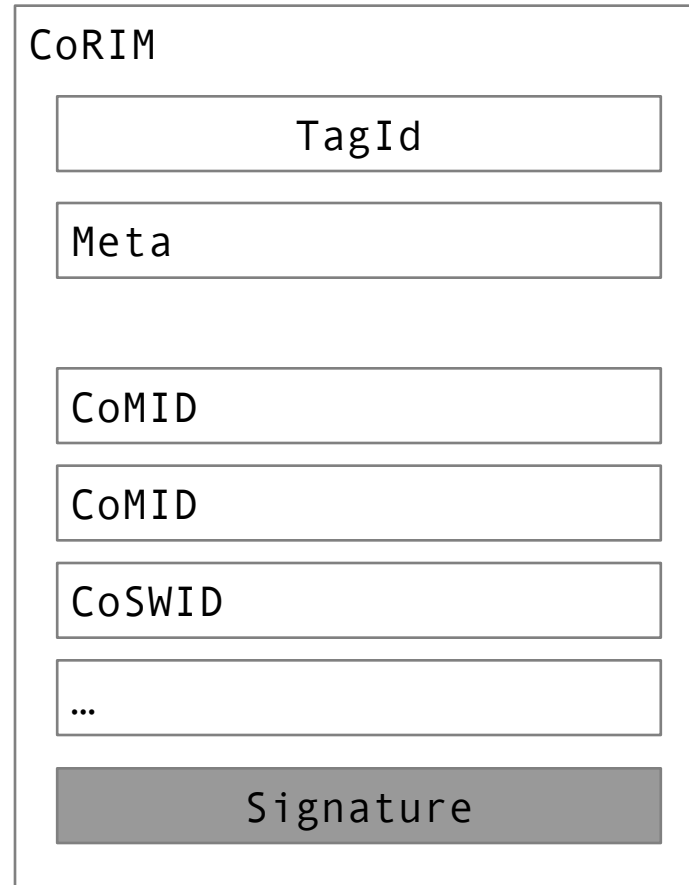 CoRIM
TagId
Meta
CoMID
CoMID
CoSWID
…
Signature